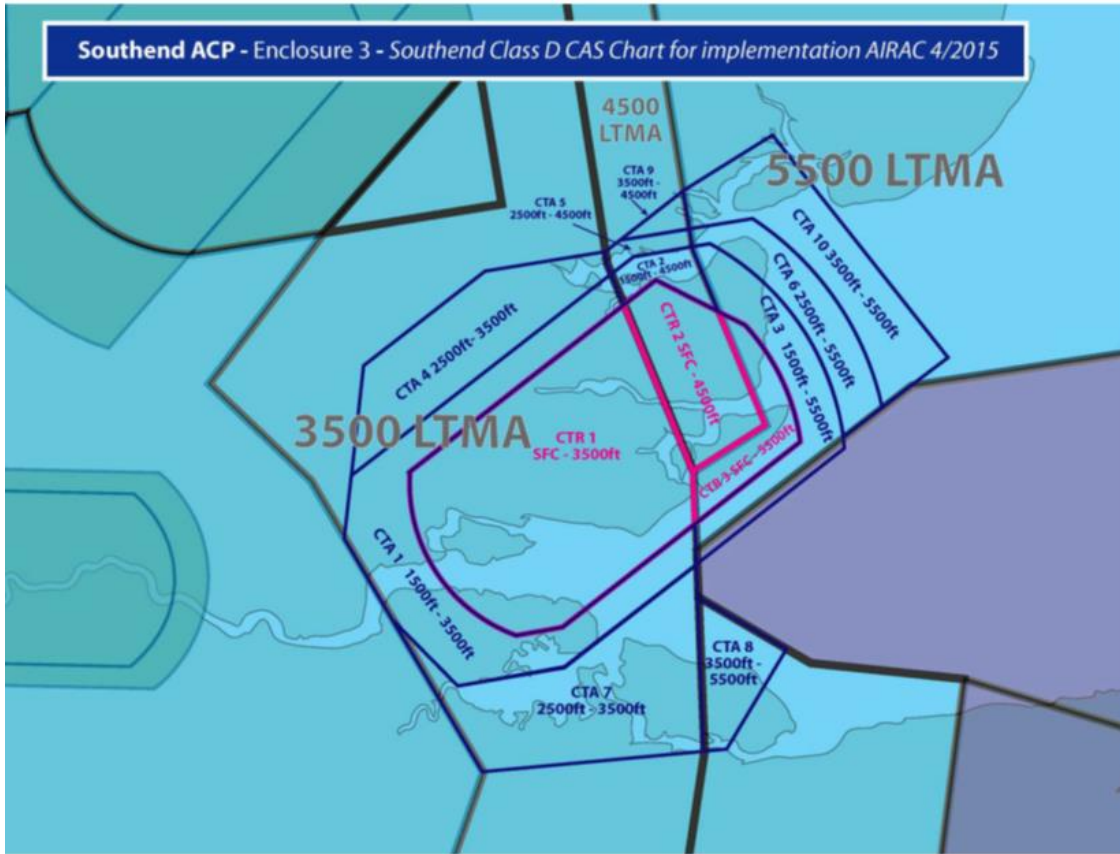 Southend ACP - Enclosure 3 - Southend Class D CAS Chart for implementation AIRAC 4/2015
4500
LTMA
5500 LTMA
CTA 9
3500ft -
4500ft
CTA 5
2500ft - 4500ft
CTA 2
1500ft - 4500ft
CTA 10 3500ft - 5500ft
CTA 6 2500ft - 5500ft
CTA 3 1500ft - 5500ft
CTA 4 2500ft - 3500ft
CTR 2 SFC - 4500ft
3500 LTMA
CTR 1
SFC - 3500ft
CTR 3 SFC - 5500ft
CTA 1 1500ft - 3500ft
CTA 8
3500ft -
5500ft
CTA 7
2500ft - 3500ft